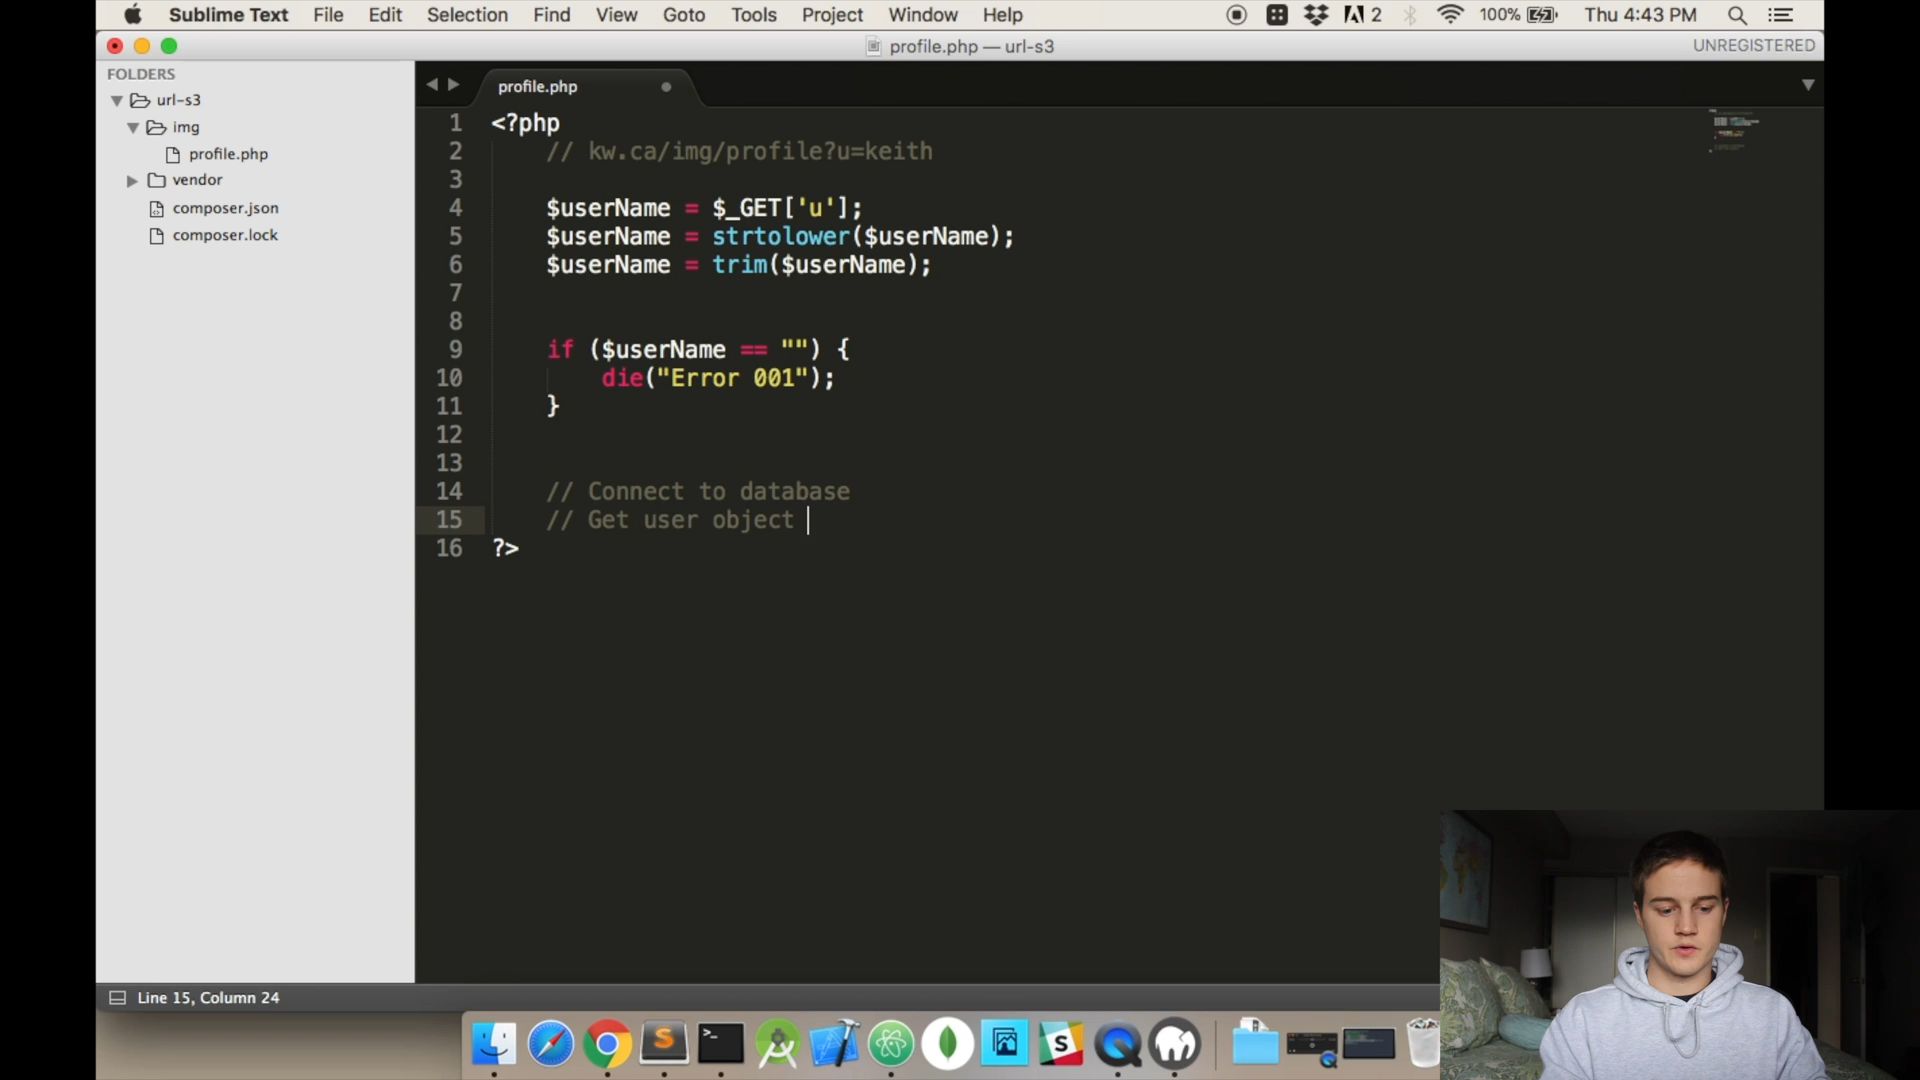 Sublime Text File Edit Selection Find View Goto Tools Project Window Help 2 100% Thu 4:43 PM
profile.php — url-s3 UNREGISTERED
FOLDERS
url-s3
img
profile.php
vendor
composer.json
composer.lock
profile.php
1 <?php
2 // kw.ca/img/profile?u=keith
3
4 $userName = $_GET['u'];
5 $userName = strtolower($userName);
6 $userName = trim($userName);
7
8
9 if ($userName == "") {
10 die("Error 001");
11 }
12
13
14 // Connect to database
15 // Get user object
16 ?>
Line 15, Column 24